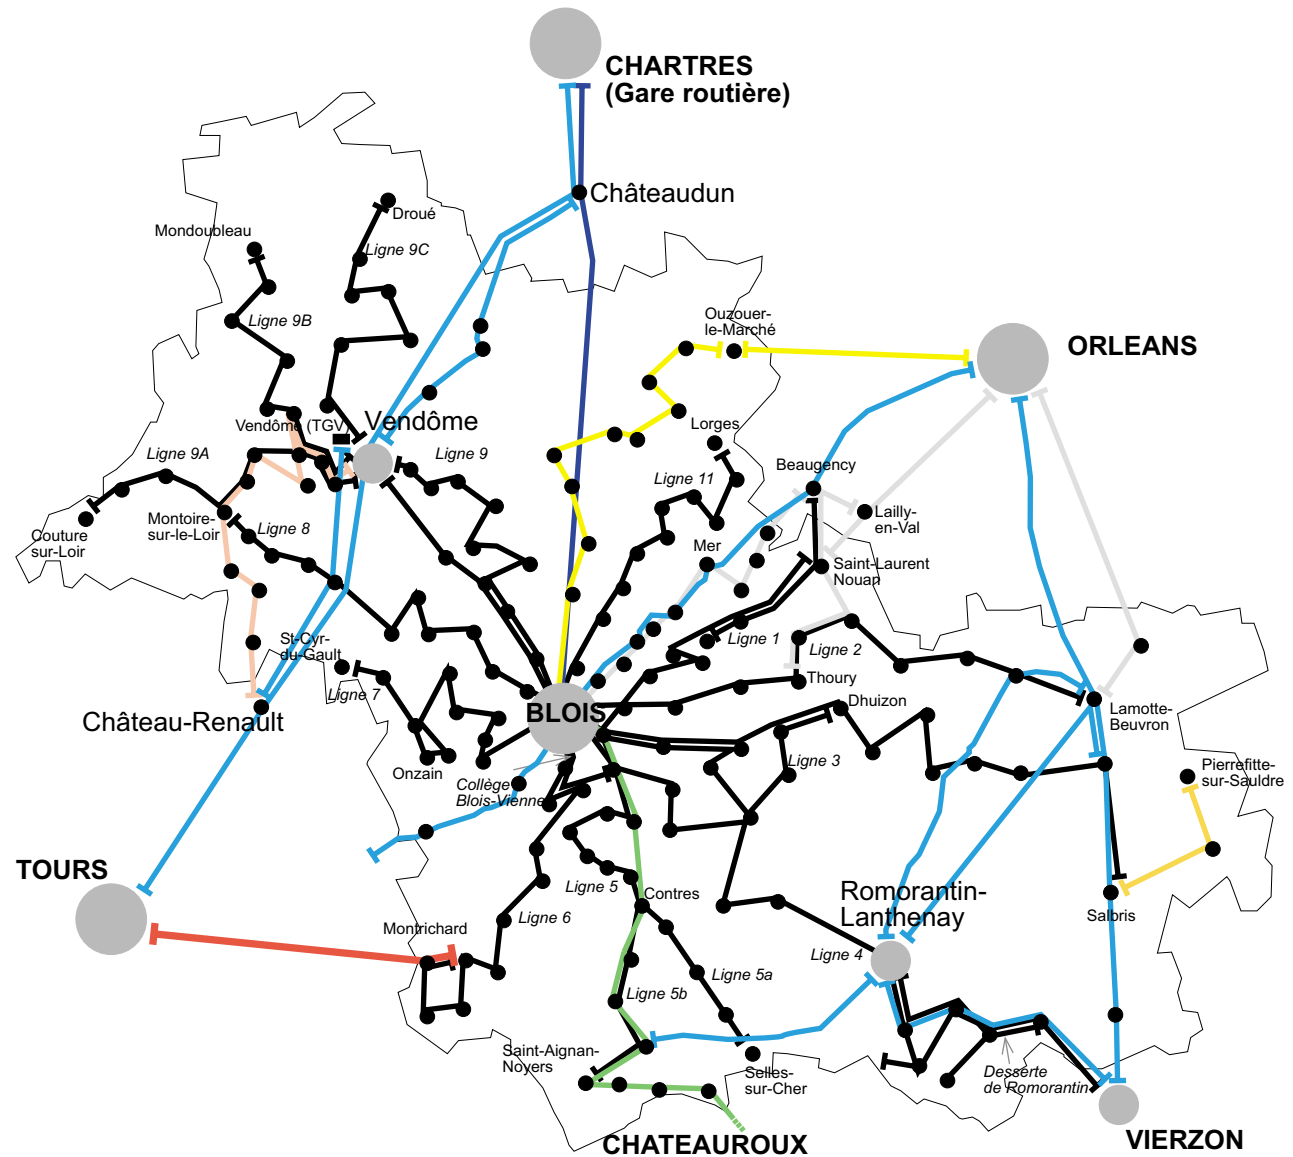 CHARTRES
(Gare routière)
Châteaudun
Droué
Mondoubleau
Ligne 9C
Ligne 9B
Ouzouer-
le-Marché
ORLEANS
Vendôme (TGV)
Vendôme
Lorges
Ligne 9A
Ligne 9
Beaugency
Ligne 11
Couture
sur-Loir
Montoire-
sur-le-Loir
Ligne 8
Lailly-
en-Val
Mer
Saint-Laurent
Nouan
St-Cyr-
du-Gault
Ligne 1
Ligne 2
Ligne 7
Thoury
Dhuizon
Château-Renault
BLOIS
Lamotte-
Beuvron
Onzain
Collège
Blois-Vienne
Ligne 3
Pierrefitte-
sur-Sauldre
TOURS
Ligne 5
Contres
Romorantin-
Lanthenay
Salbris
Ligne 6
Montrichard
Ligne 4
Ligne 5a
Ligne 5b
Saint-Aignan-
Noyers
Selles-
sur-Cher
Desserte
de Romorantin
CHATEAUROUX
VIERZON